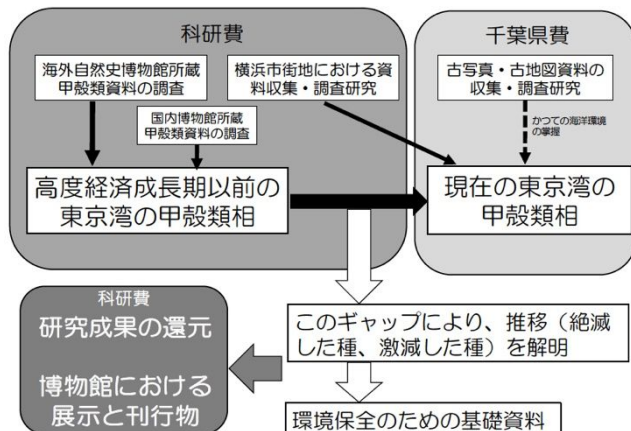 科研費
千葉県費
海外自然史博物館所蔵
甲殻類資料の調査
横浜市街地における資
料収集・調査研究
古写真・古地図資料の
収集・調査研究
国内博物館所蔵
甲殻類資料の調査
かつての海洋環境
の掌握
高度経済成長期以前の
東京湾の甲殻類相
現在の東京湾の
甲殻類相
科研費
研究成果の還元
博物館における
展示と刊行物
このギャップにより、推移（絶滅
した種、激減した種）を解明
環境保全のための基礎資料